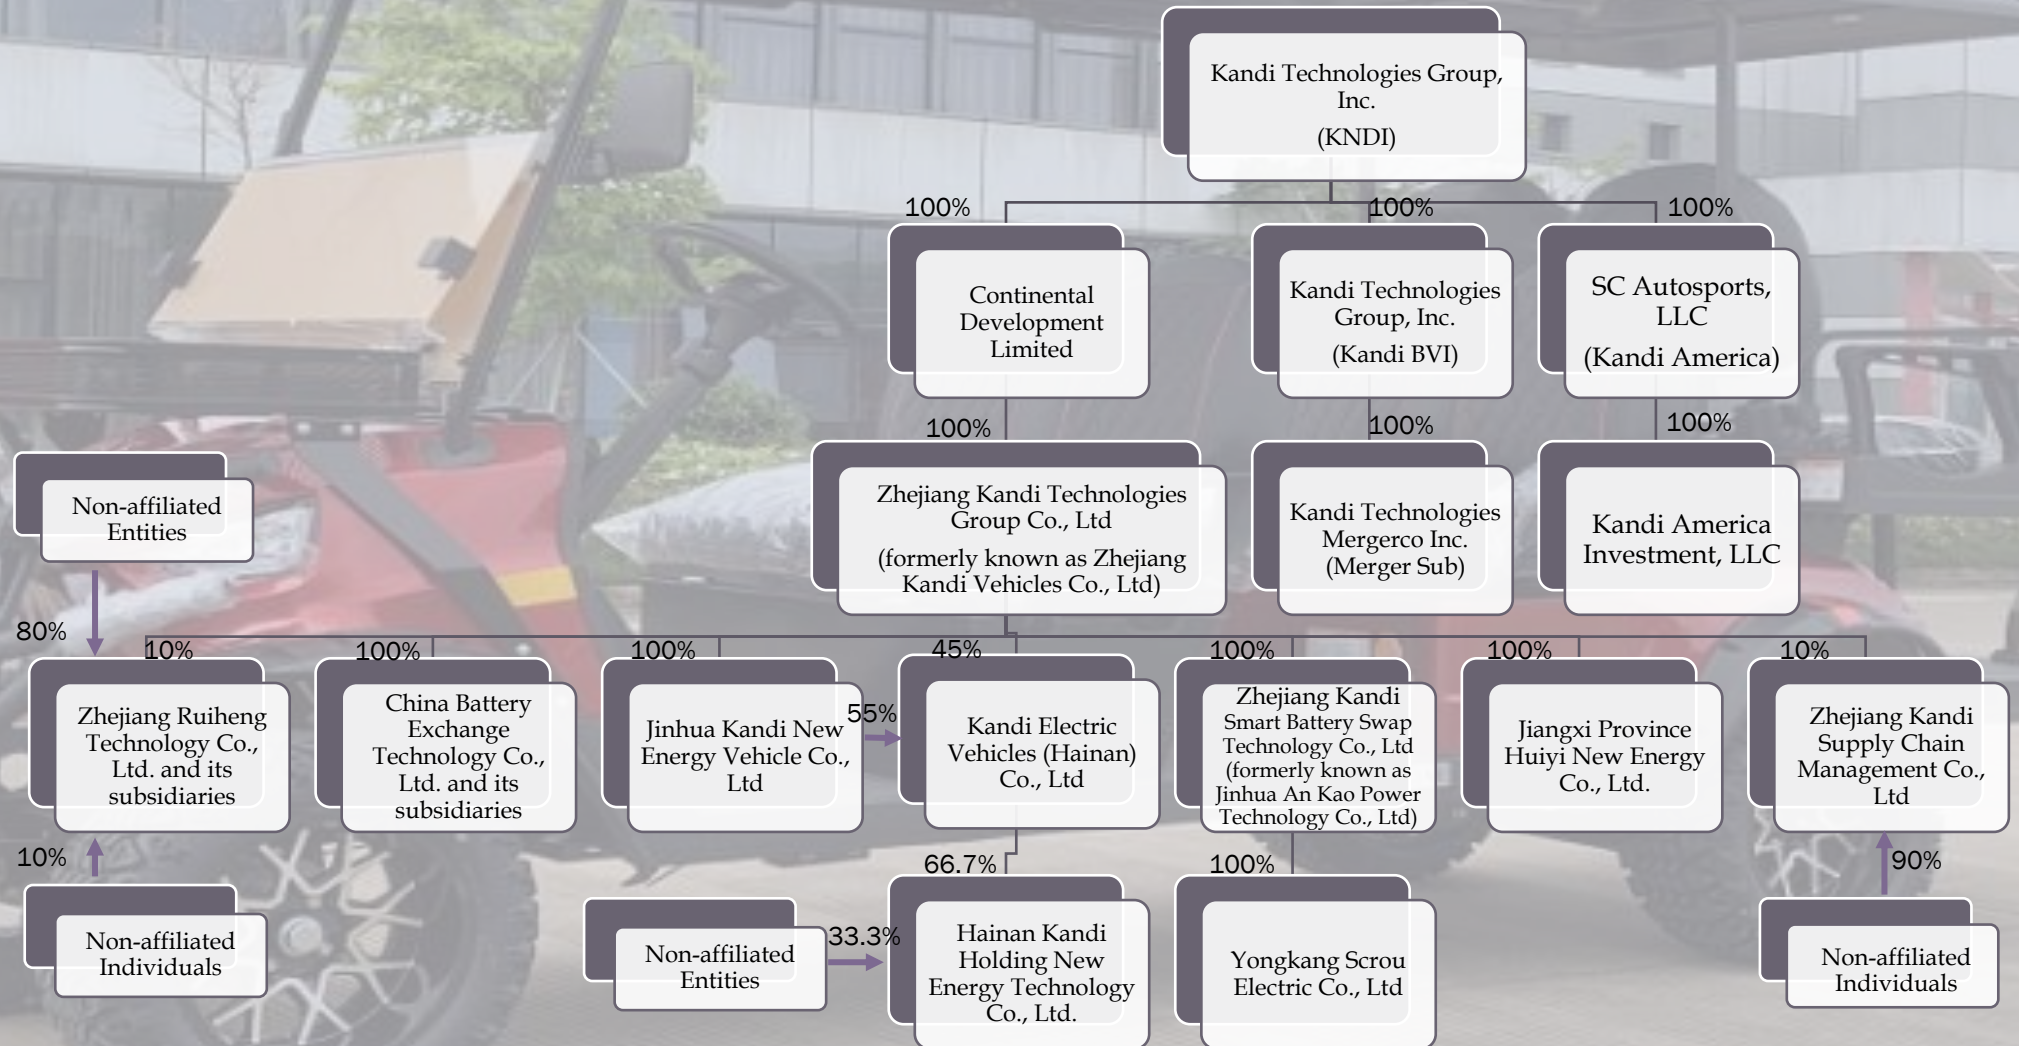 Kandi Technologies Group,
Inc.
(KNDI)
100%
100%
100%
Continental
Development
Limited
Kandi Technologies
Group, Inc.
(Kandi BVI)
SC Autosports,
LLC
(Kandi America)
100%
100%
100%
Non-affiliated
Entities
Zhejiang Kandi Technologies
Group Co., Ltd
(formerly known as Zhejiang
Kandi Vehicles Co., Ltd)
Kandi Technologies
Mergerco Inc.
(Merger Sub)
Kandi America
Investment, LLC
80%
10%
100%
100%
45%
100%
100%
10%
Zhejiang Ruiheng
Technology Co.,
Ltd. and its
subsidiaries
China Battery
Exchange
Technology Co.,
Ltd. and its
subsidiaries
Jinhua Kandi New
Energy Vehicle Co.,
Ltd
55%
Kandi Electric
Vehicles (Hainan)
Co., Ltd
Zhejiang Kandi
Smart Battery Swap
Technology Co., Ltd
(formerly known as
Jinhua An Kao Power
Technology Co., Ltd)
Jiangxi Province
Huiyi New Energy
Co., Ltd.
Zhejiang Kandi
Supply Chain
Management Co.,
Ltd
10%
66.7%
100%
90%
Non-affiliated
Individuals
Non-affiliated
Entities
33.3%
Hainan Kandi
Holding New
Energy Technology
Co., Ltd.
Yongkang Scrou
Electric Co., Ltd
Non-affiliated
Individuals